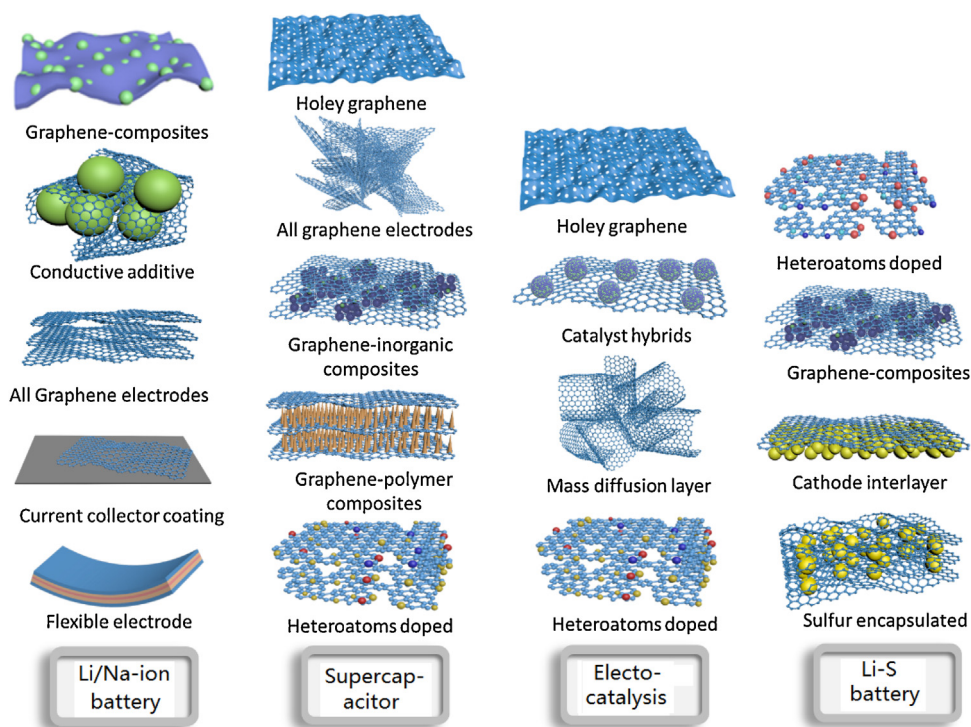 Graphene-composites
Conductive additive
All Graphene electrodes
Current collector coating
Flexible electrode
Li/Na-ion
battery
Holey graphene
All graphene electrodes
Graphene-inorganic
composites
Graphene-polymer
composites
Heteroatoms doped
Supercap-
acitor
Holey graphene
Catalyst hybrids
Mass diffusion layer
Heteroatoms doped
Electo-
catalysis
Heteroatoms doped
Graphene-composites
Cathode interlayer
Sulfur encapsulated
Li-S
battery